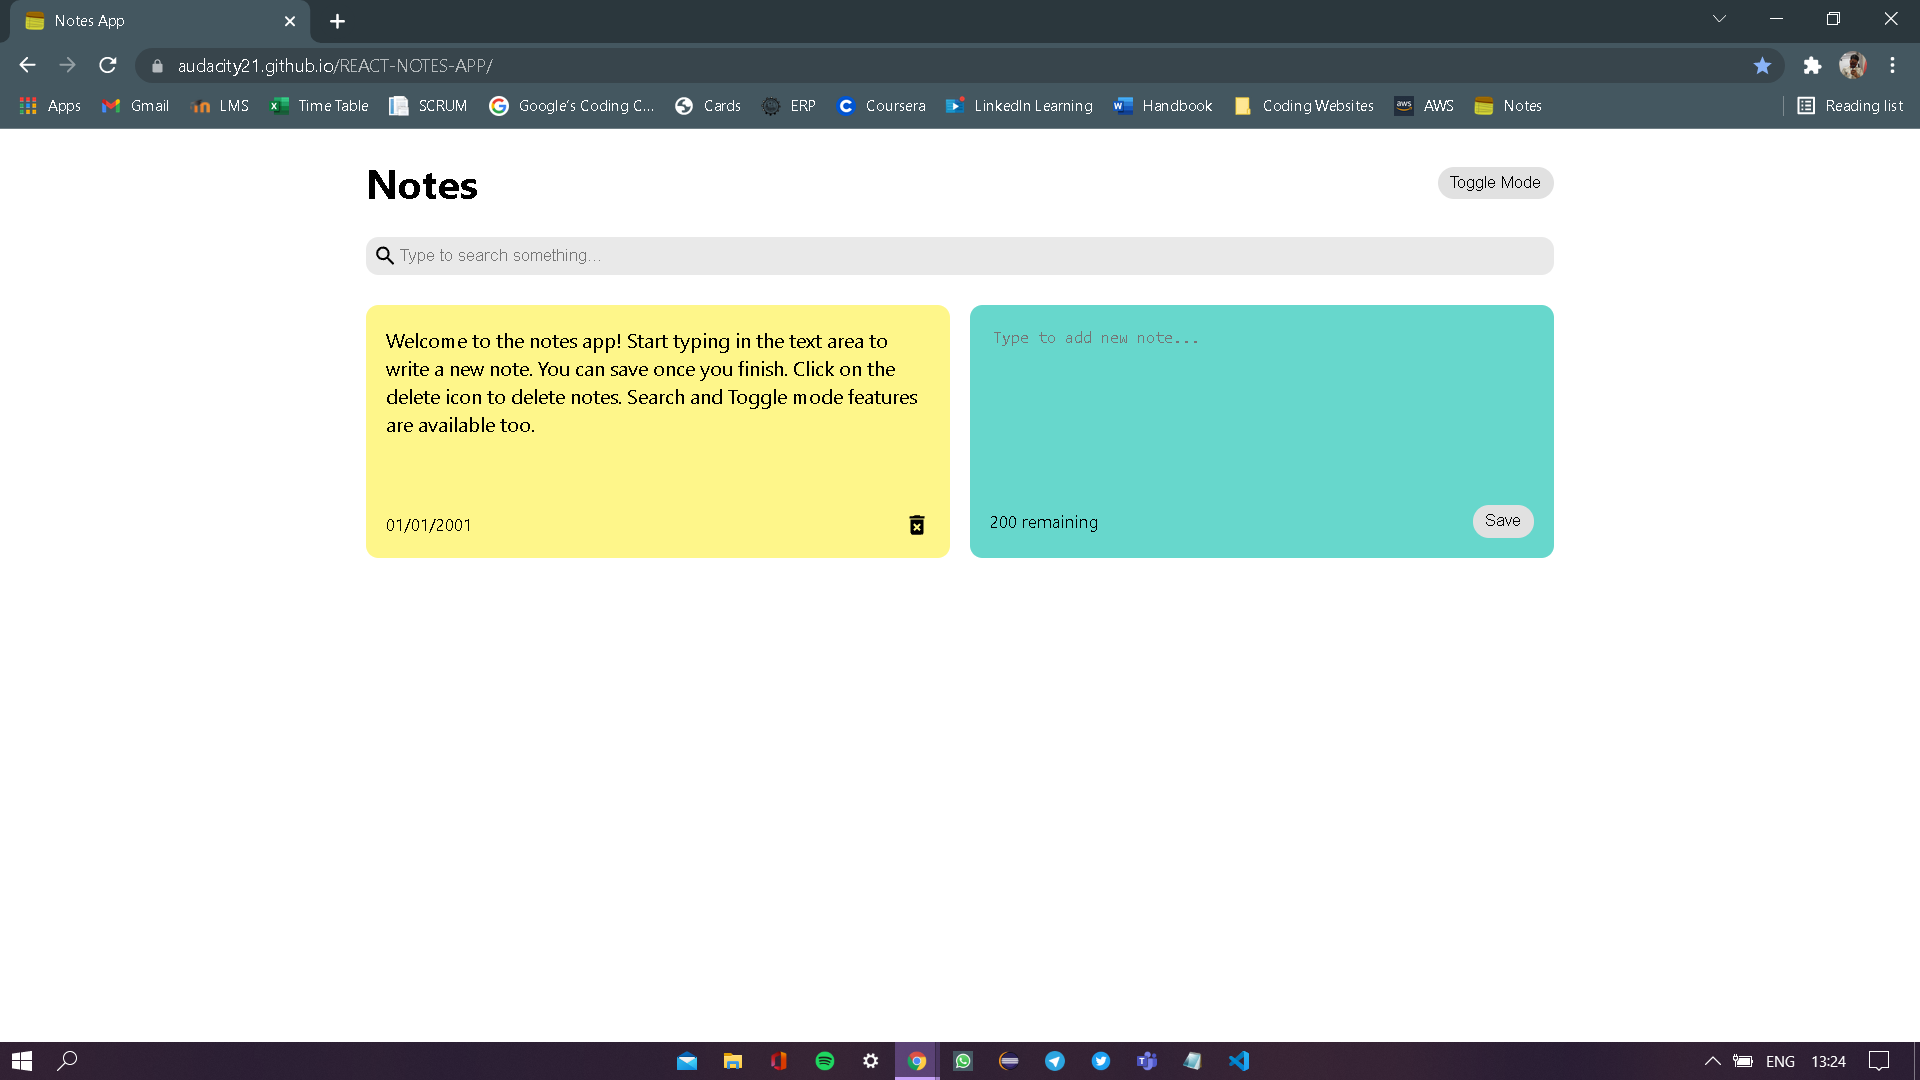 Notes App
audacity21.github.io/REACT-NOTES-APP/
Apps Gmail LMS Time Table SCRUM Google's Coding C... Cards ERP Coursera LinkedIn Learning Handbook Coding Websites AWS Notes Reading list
Notes
Toggle Mode
Type to search something...
Welcome to the notes app! Start typing in the text area to
write a new note. You can save once you finish. Click on the
delete icon to delete notes. Search and Toggle mode features
are available too.
01/01/2001
Type to add new note...
200 remaining
Save
ENG 13:24